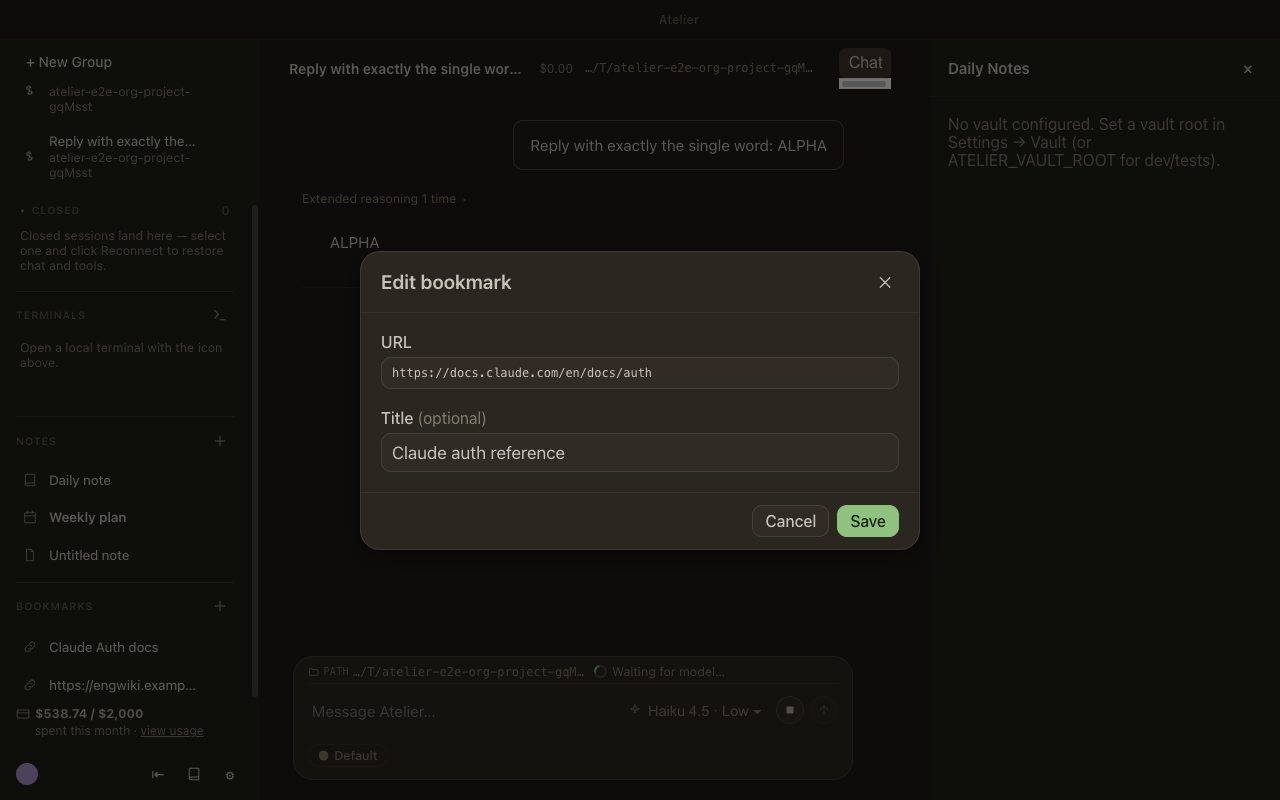 Atelier
+ New Group
atelier-e2e-org-project-
gqMsst
Reply with exactly the...
atelier-e2e-org-project-
gqMsst
CLOSED 0
Closed sessions land here — select
one and click Reconnect to restore
chat and tools.
TERMINALS
Open a local terminal with the icon
above.
NOTES
Daily note
Weekly plan
Untitled note
BOOKMARKS
Claude Auth docs
https://engwiki.examp...
$538.74 / $2,000
spent this month · view usage
Reply with exactly the single wor... $0.00 …/T/atelier-e2e-org-project-gqM… Chat
Reply with exactly the single word: ALPHA
Extended reasoning 1 time
ALPHA
Edit bookmark
URL
https://docs.claude.com/en/docs/auth
Title (optional)
Claude auth reference
Cancel Save
PATH …/T/atelier-e2e-org-project-gqM… Waiting for model...
Message Atelier... Haiku 4.5 · Low
Default
Daily Notes
No vault configured. Set a vault root in
Settings → Vault (or
ATELIER_VAULT_ROOT for dev/tests).